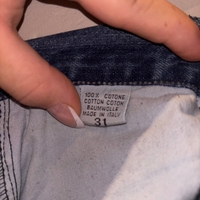 100% COTONE
COTTON COTON
BAUMWOLLE
MADE IN ITALY
31